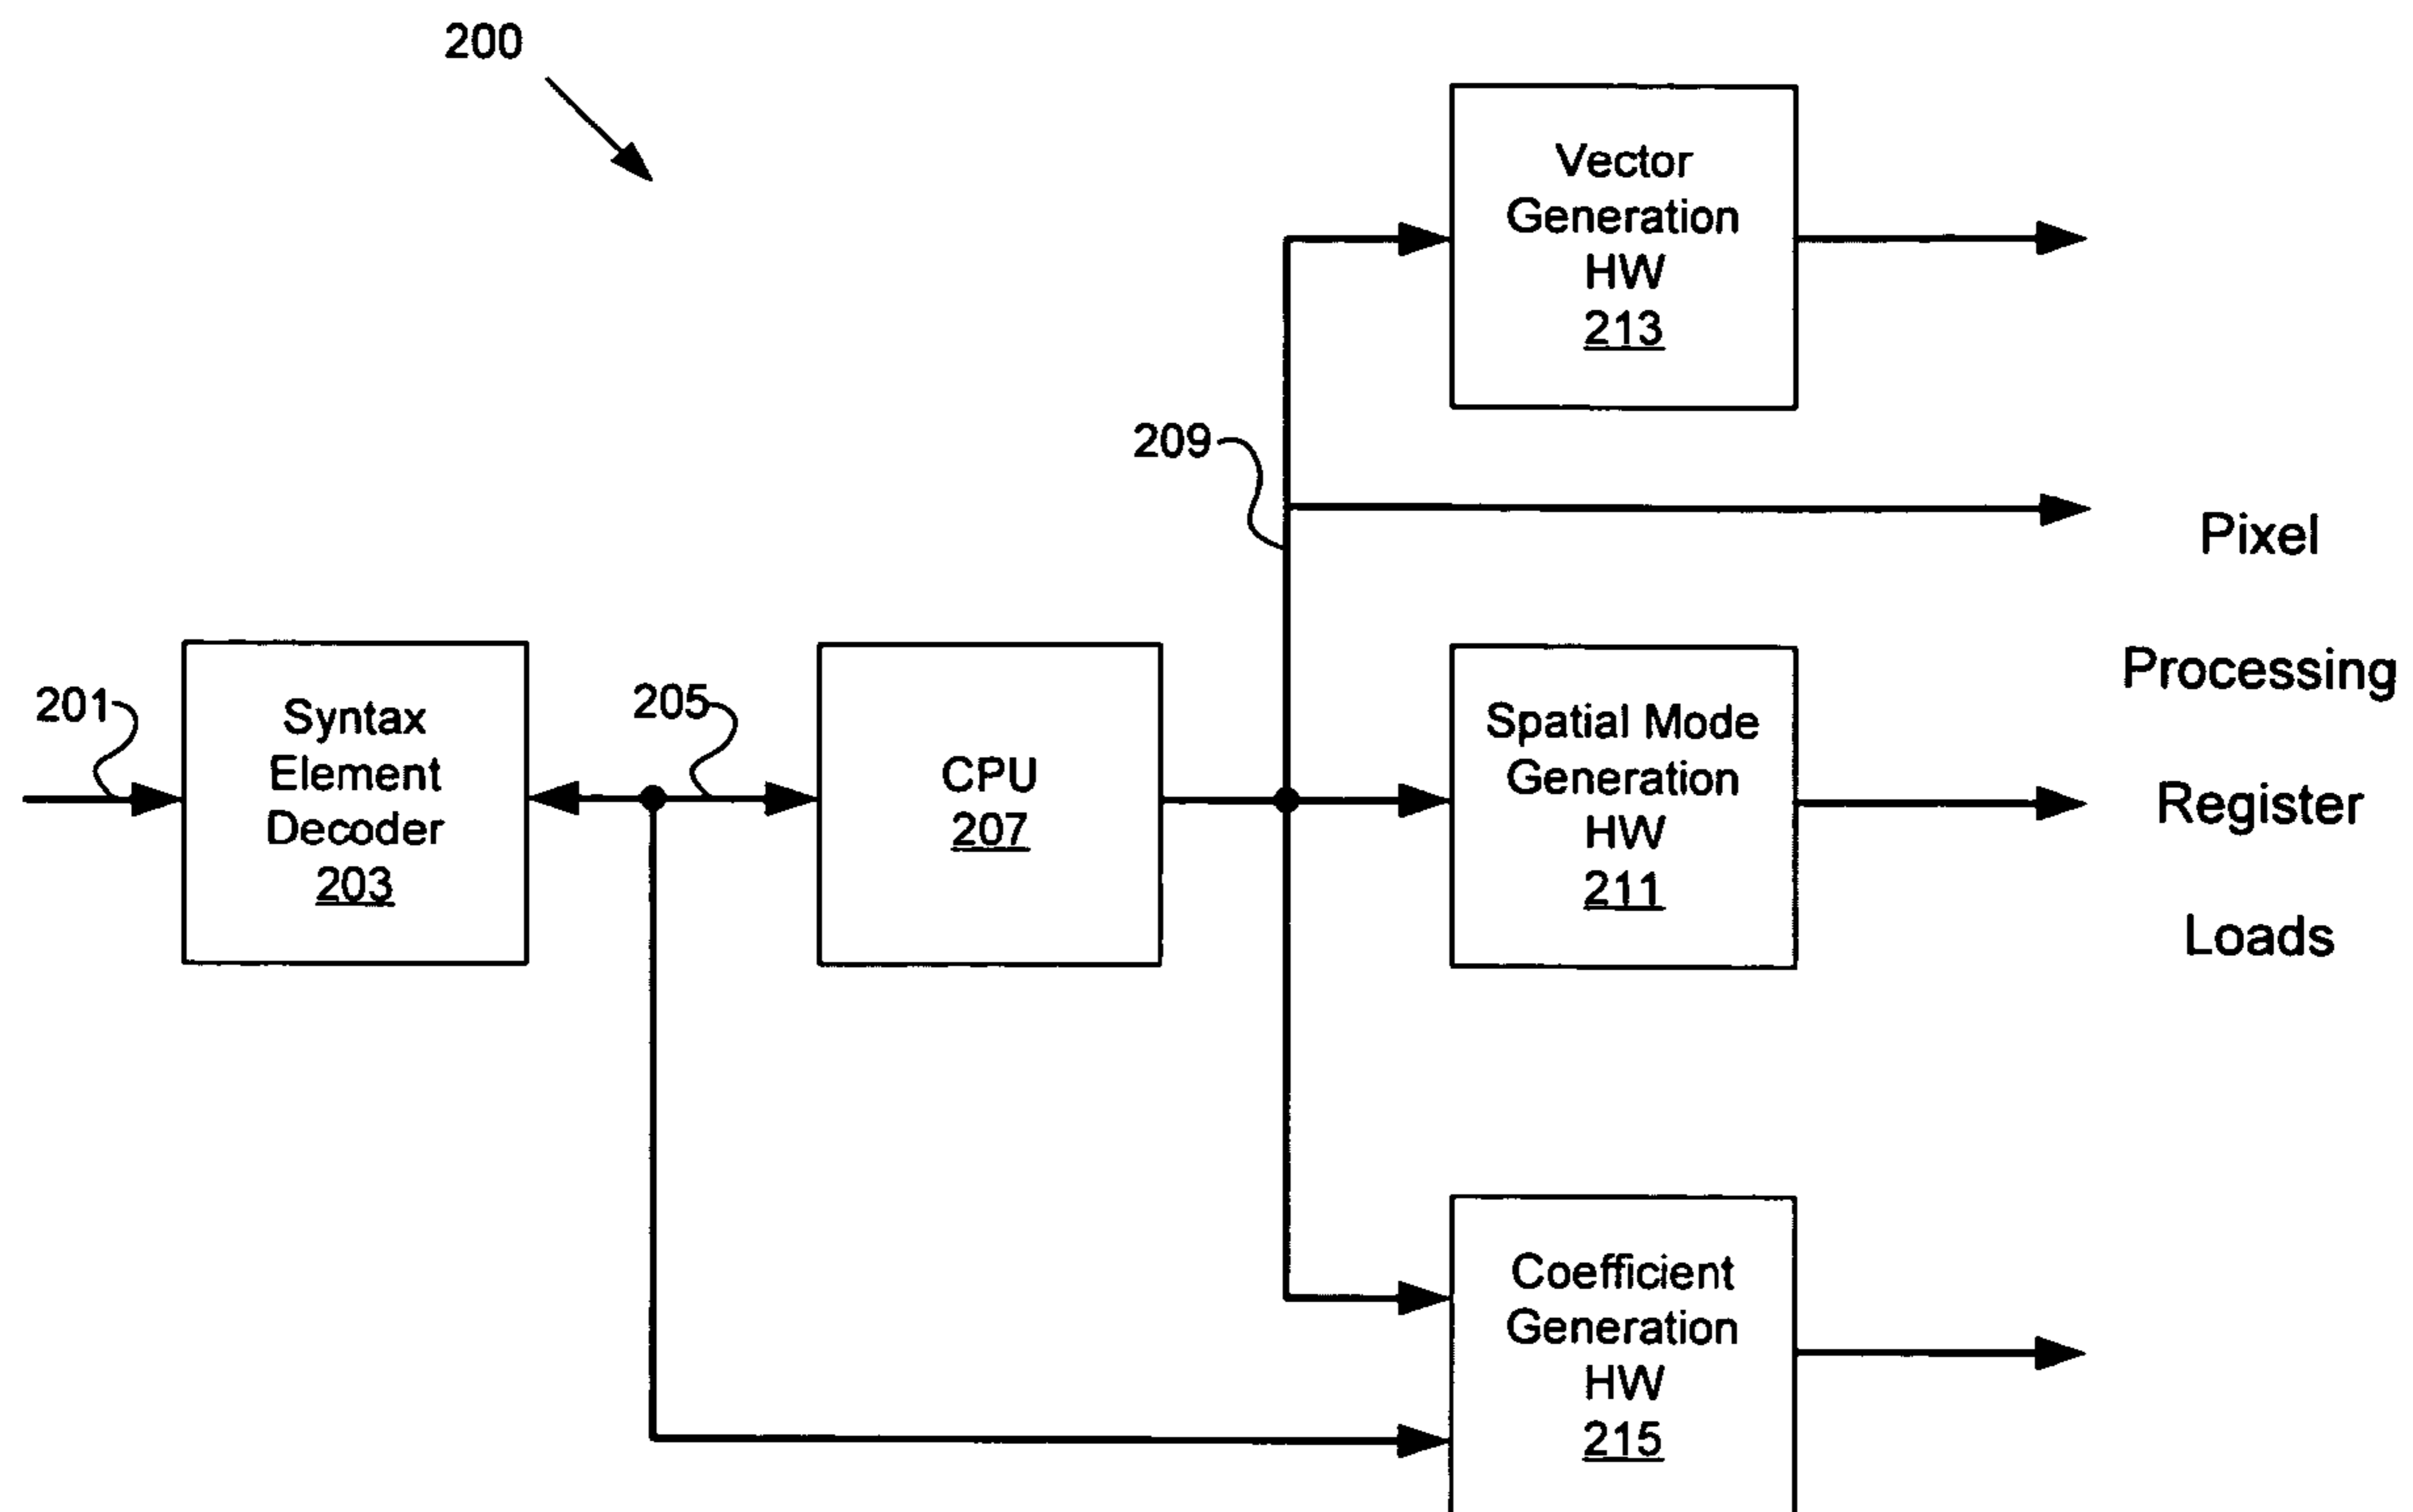 200
Vector
Generation
HW
213
209
Pixel
Processing
Register
Loads
201
Syntax
Element
Decoder
203
205
CPU
207
Spatial Mode
Generation
HW
211
Coefficient
Generation
HW
215